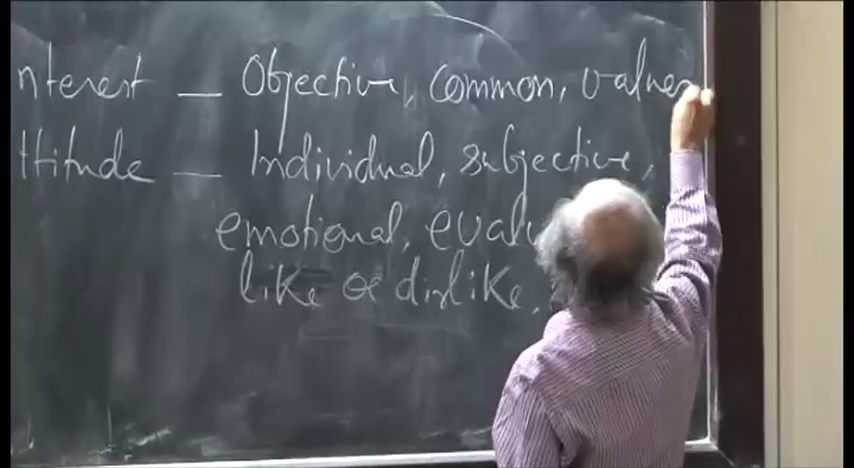 nterest — Objective, Common, values
ttitude — Individual, subjective,
emotional, evalu
like or dislike,